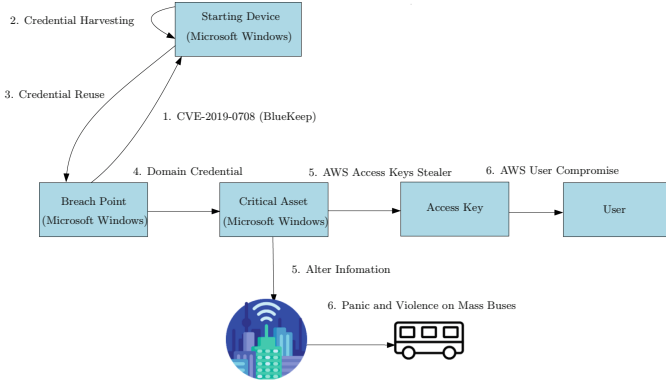 2. Credential Harvesting
Starting Device
(Microsoft Windows)
3. Credential Reuse
1. CVE-2019-0708 (BlueKeep)
4. Domain Credential
5. AWS Access Keys Stealer
6. AWS User Compromise
Breach Point
(Microsoft Windows)
Critical Asset
(Microsoft Windows)
Access Key
User
5. Alter Infomation
6. Panic and Violence on Mass Buses